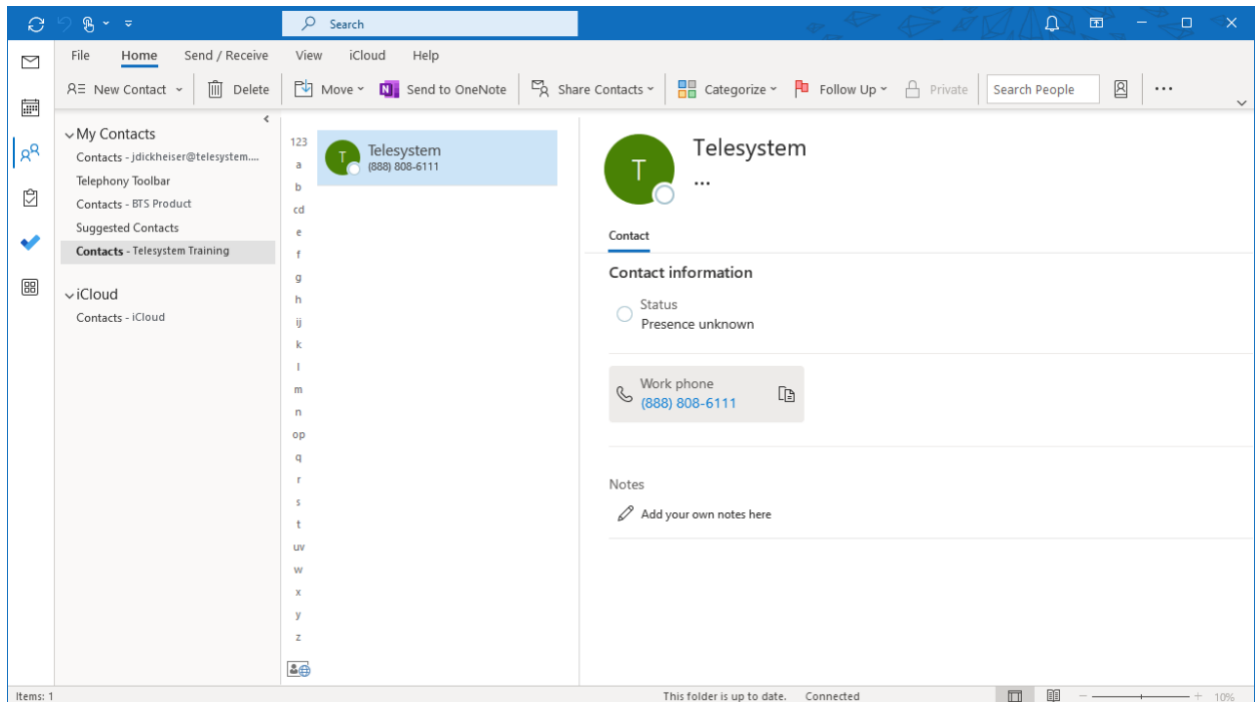 Search
File Home Send / Receive View iCloud Help
New Contact Delete Move Send to OneNote Share Contacts Categorize Follow Up Private Search People ...
My Contacts
Contacts - jdickheiser@telesystem....
Telephony Toolbar
Contacts - BTS Product
Suggested Contacts
Contacts - Telesystem Training
iCloud
Contacts - iCloud
123
a
b
cd
e
f
g
h
ij
k
l
m
n
op
q
r
s
t
uv
w
x
y
z
T
Telesystem
(888) 808-6111
T
Telesystem
...
Contact
Contact information
Status
Presence unknown
Work phone
(888) 808-6111
Notes
Add your own notes here
Items: 1 This folder is up to date. Connected 10%